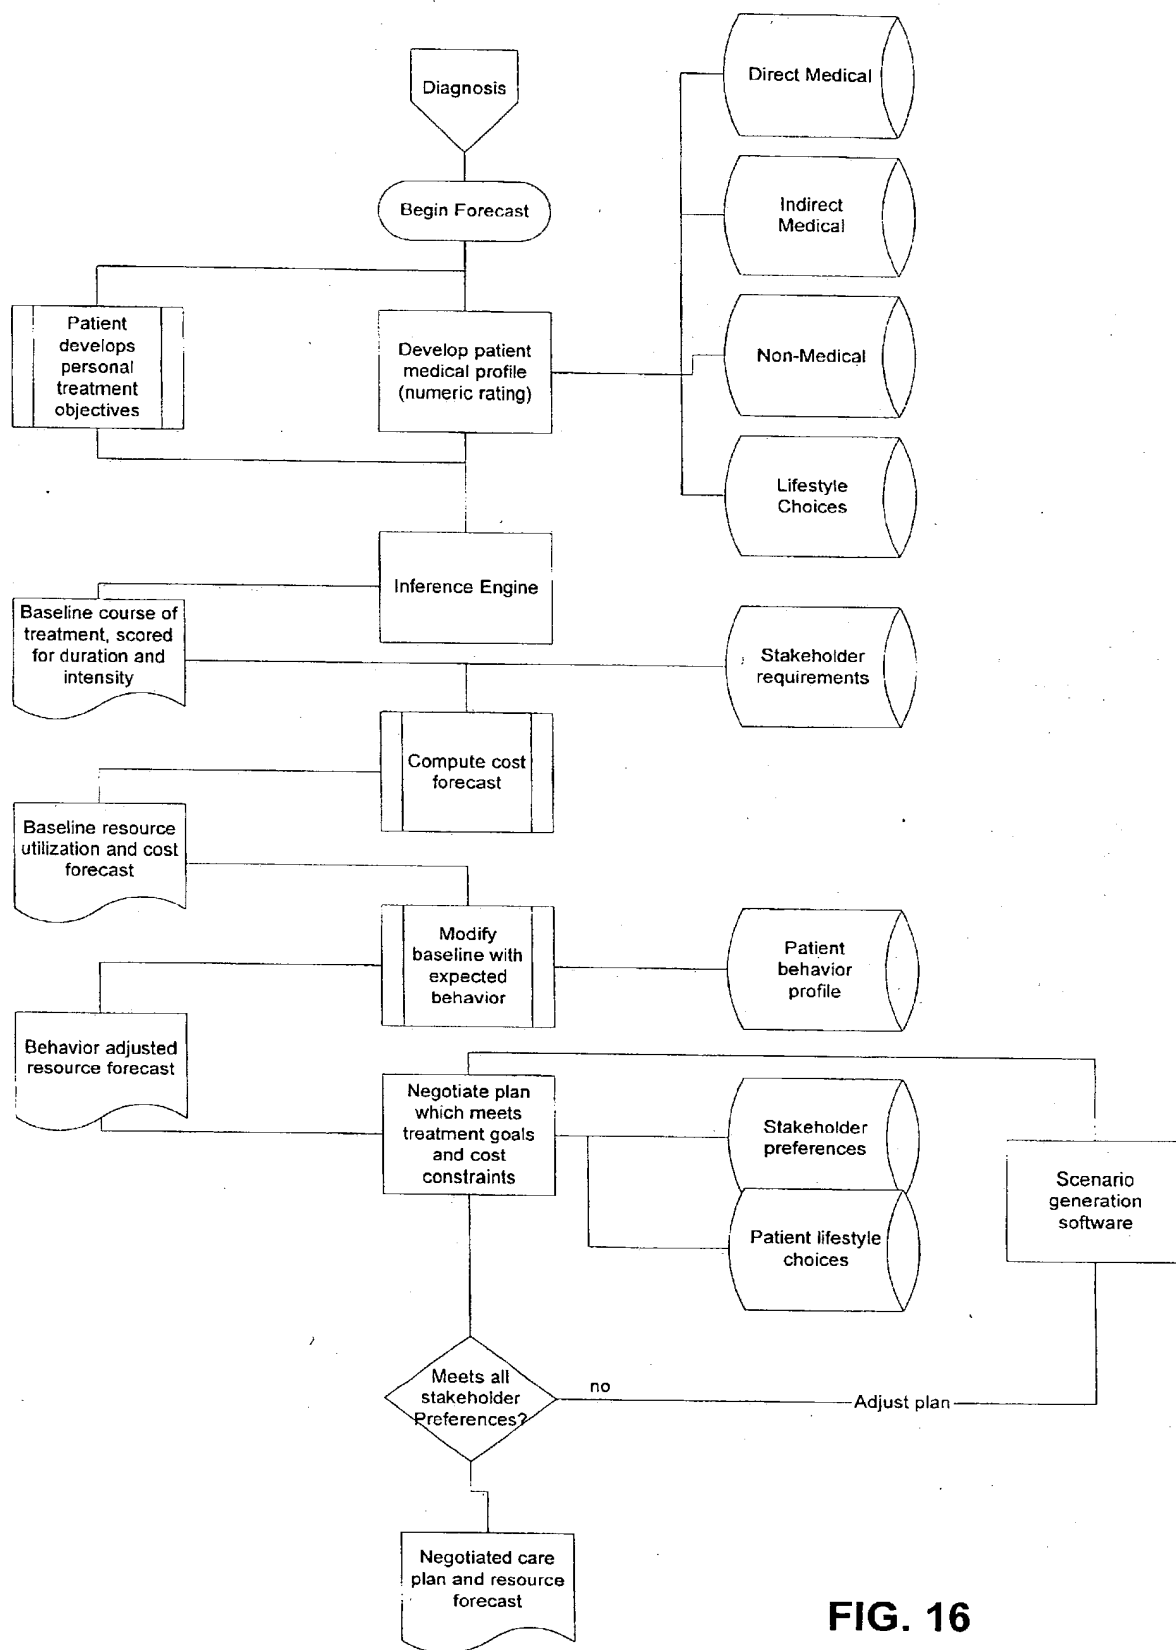 Diagnosis
Direct Medical
Begin Forecast
Indirect
Medical
Patient
develops
personal
treatment
objectives
Develop patient
medical profile
(numeric rating)
Non-Medical
Lifestyle
Choices
Inference Engine
Baseline course of
treatment, scored
for duration and
intensity
Stakeholder
requirements
Compute cost
forecast
Baseline resource
utilization and cost
forecast
Modify
baseline with
expected
behavior
Patient
behavior
profile
Behavior adjusted
resource forecast
Negotiate plan
which meets
treatment goals
and cost
constraints
Stakeholder
preferences
Patient lifestyle
choices
Scenario
generation
software
Meets all
stakeholder
Preferences?
no
Adjust plan
Negotiated care
plan and resource
forecast
FIG. 16